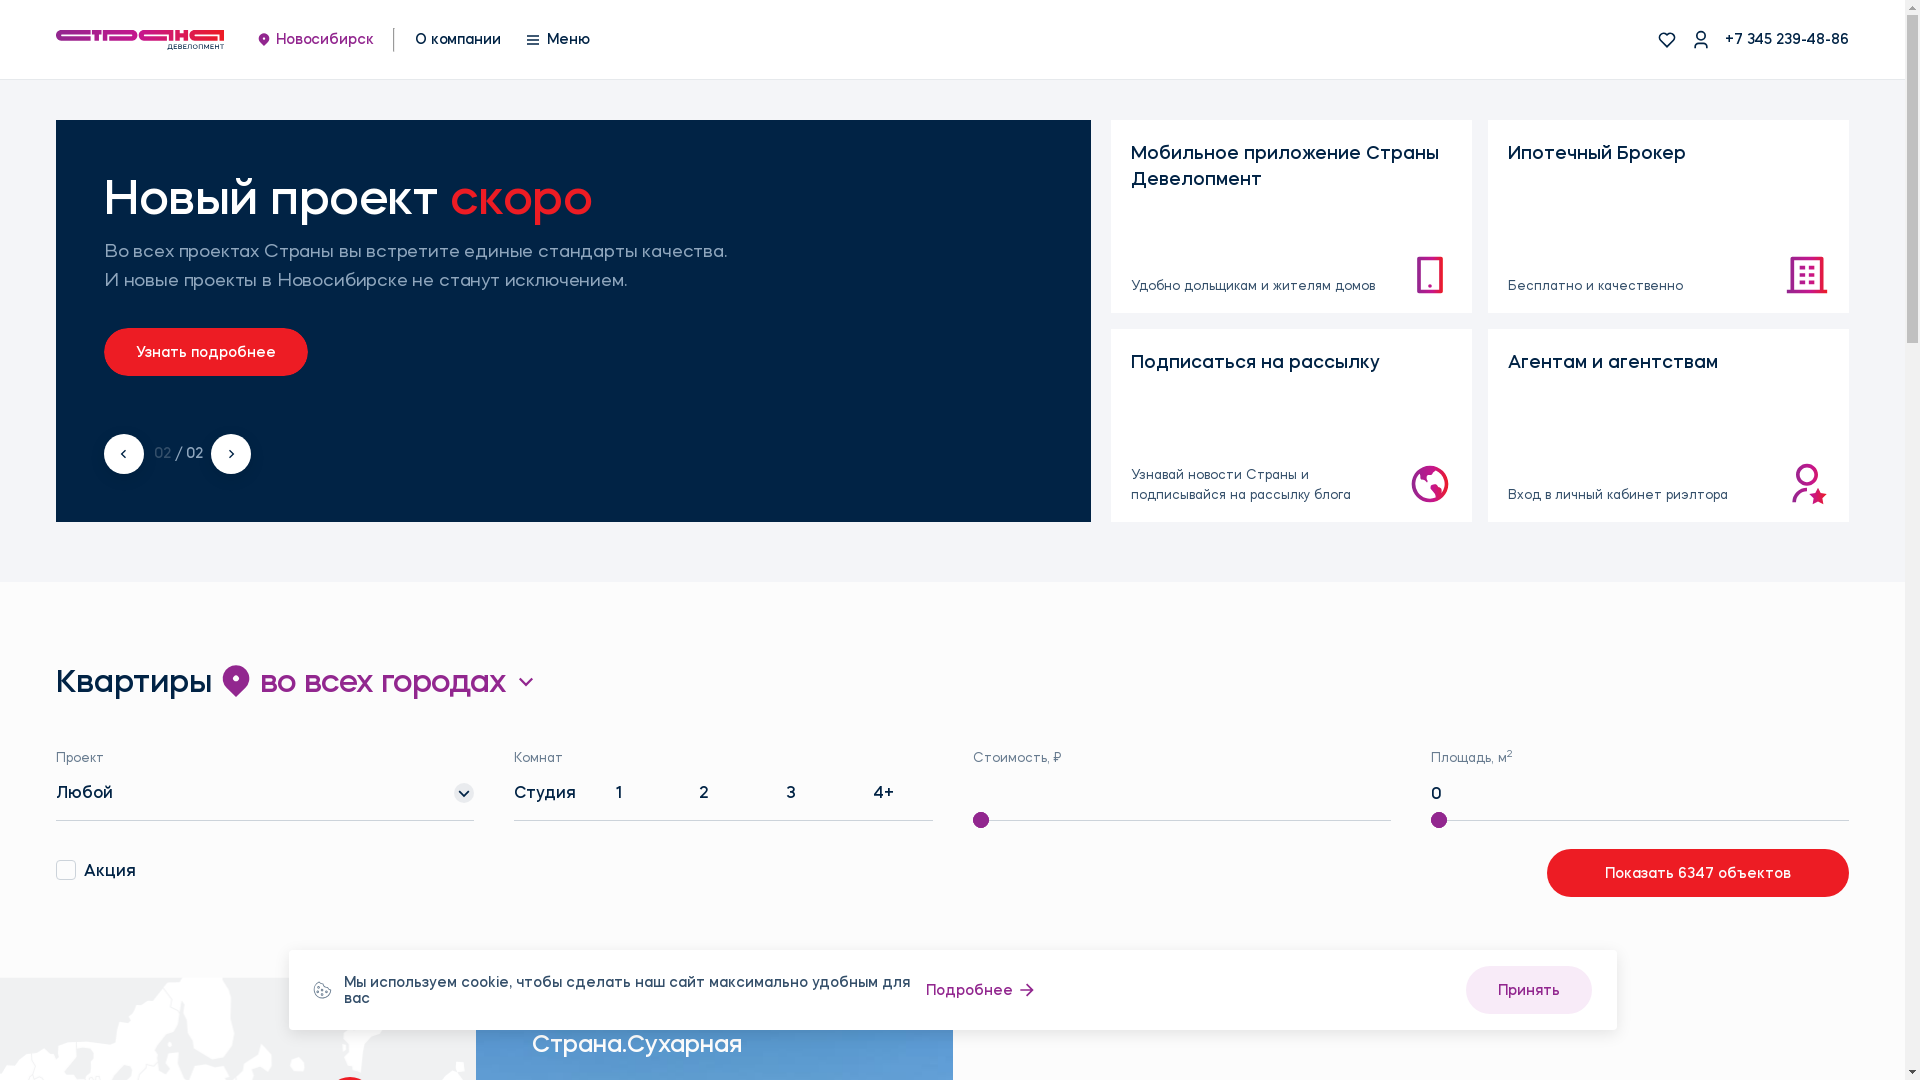 страна
ДЕВЕЛОПМЕНТ
Новосибирск
О компании
Меню
+7 345 239-48-86
Новый проект скоро
Во всех проектах Страны вы встретите единые стандарты качества.
И новые проекты в Новосибирске не станут исключением.
Узнать подробнее
02 / 02
Мобильное приложение Страны
Девелопмент
Удобно дольщикам и жителям домов
Ипотечный Брокер
Бесплатно и качественно
Подписаться на рассылку
Узнавай новости Страны и
подписывайся на рассылку блога
Агентам и агентствам
Вход в личный кабинет риэлтора
Квартиры во всех городах
Проект
Любой
Комнат
Студия 1 2 3 4+
Стоимость, ₽
Площадь, м²
0
Акция
Показать 6347 объектов
Мы используем cookie, чтобы сделать наш сайт максимально удобным для
вас
Подробнее
Принять
Страна.Сухарная